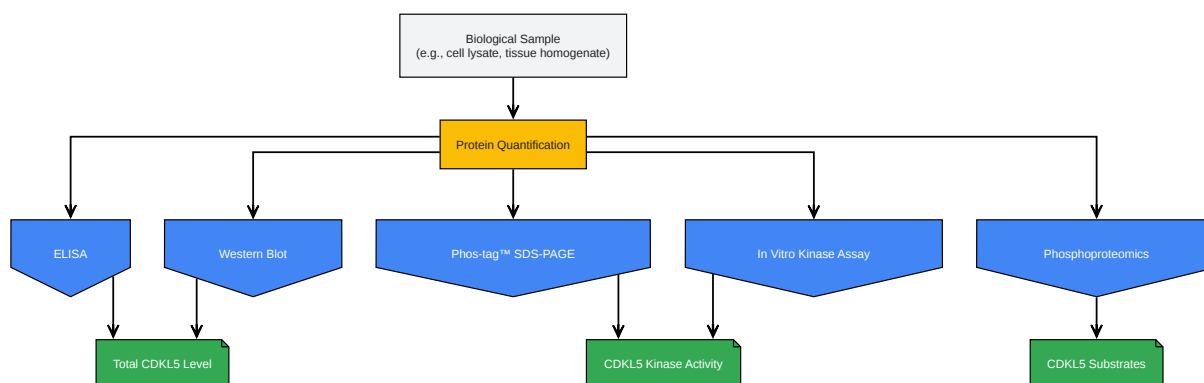 Biological Sample
(e.g., cell lysate, tissue homogenate)
Protein Quantification
ELISA
Western Blot
Phos-tag™ SDS-PAGE
In Vitro Kinase Assay
Phosphoproteomics
Total CDKL5 Level
CDKL5 Kinase Activity
CDKL5 Substrates